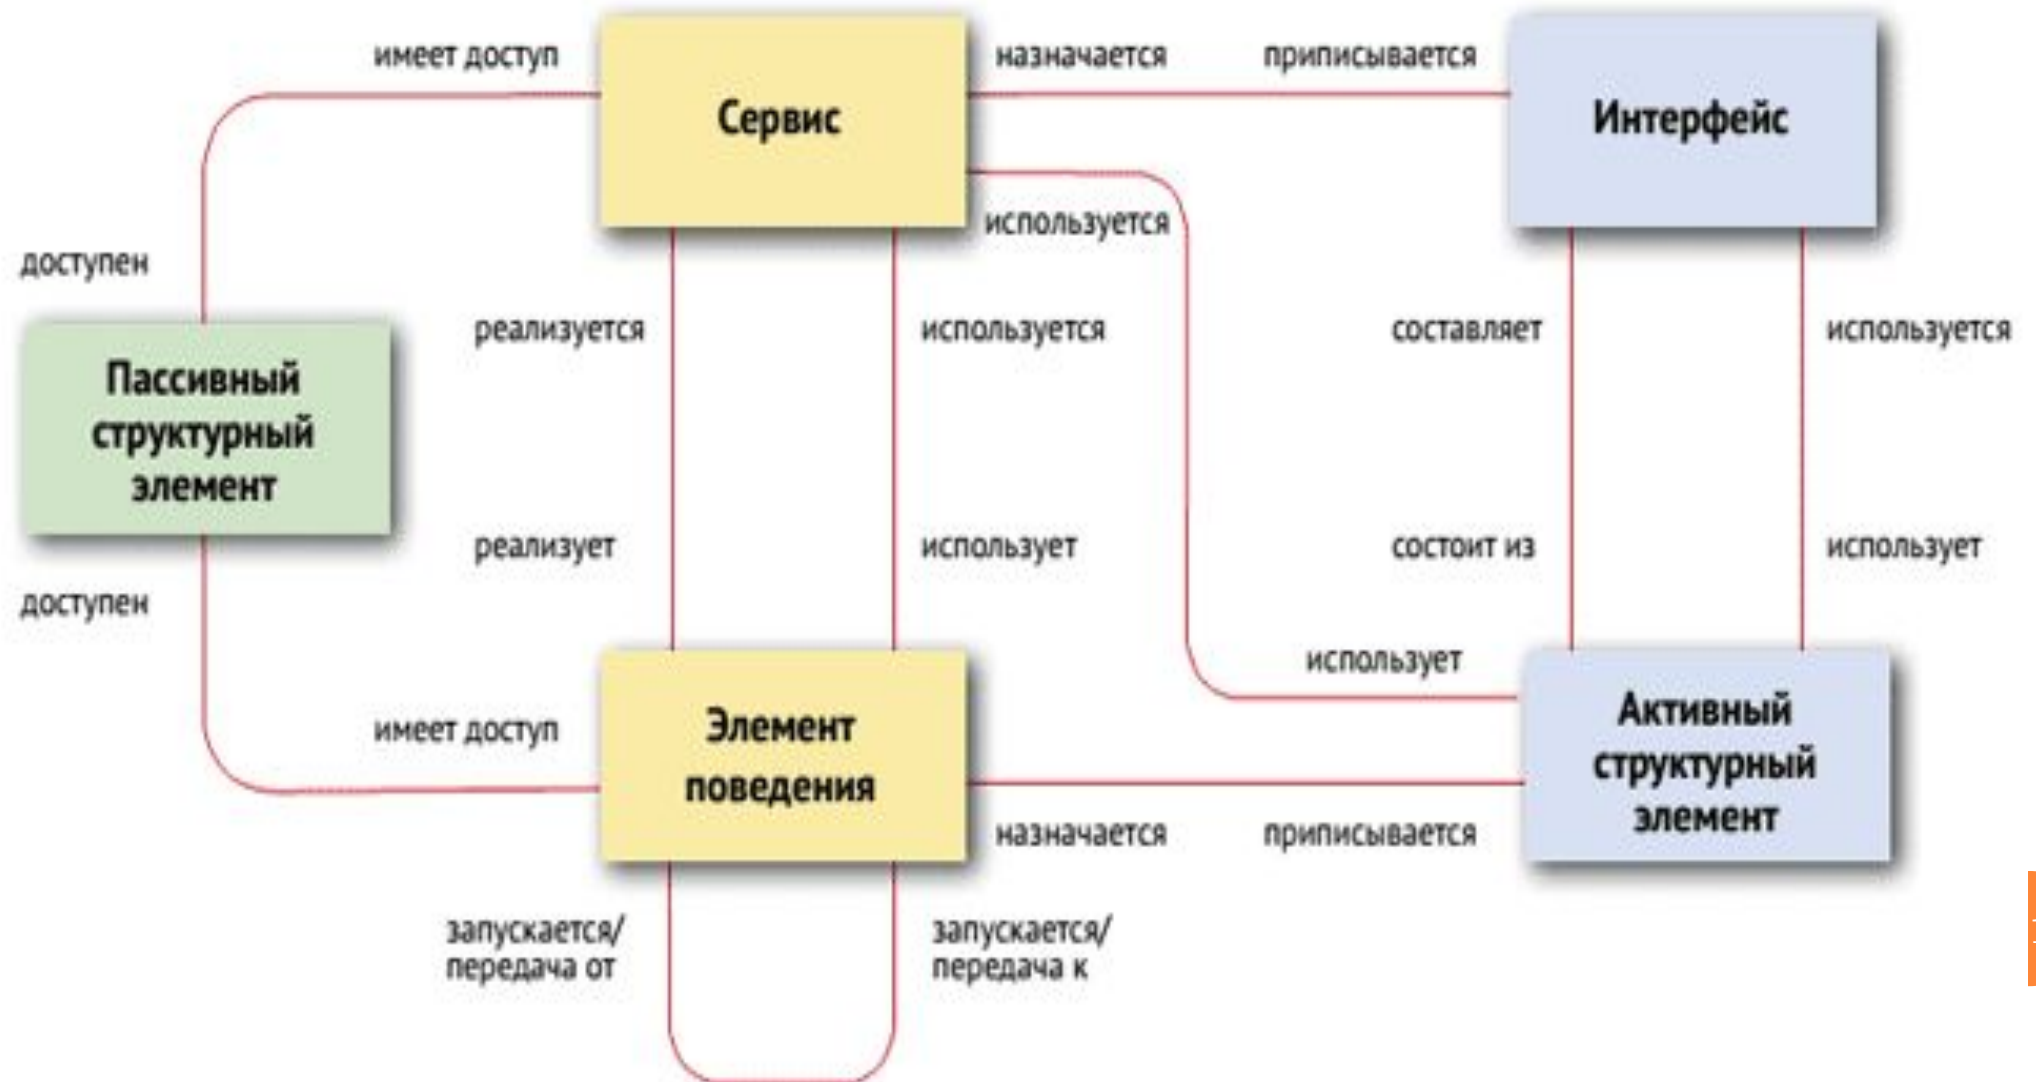 имеет доступ
Сервис
назначается
приписывается
Интерфейс
используется
доступен
реализуется
используется
составляет
используется
Пассивный
структурный
элемент
реализует
использует
состоит из
использует
доступен
использует
имеет доступ
Элемент
поведения
Активный
структурный
элемент
назначается
приписывается
запускается/
передача от
запускается/
передача к